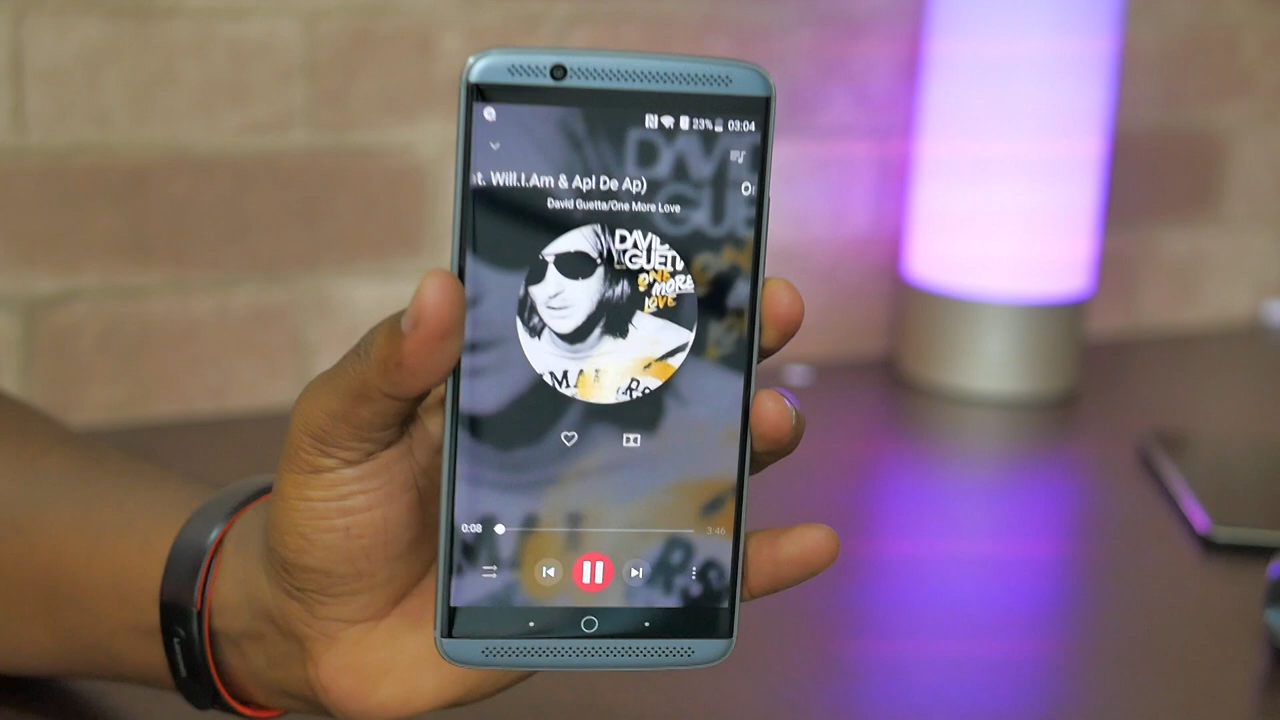 23% 03:04
t. Will.I.Am & Apl De Ap)
David Guetta/One More Love
DAVID
GUETT
ONE
MORE
LOVE
0:08 3:46